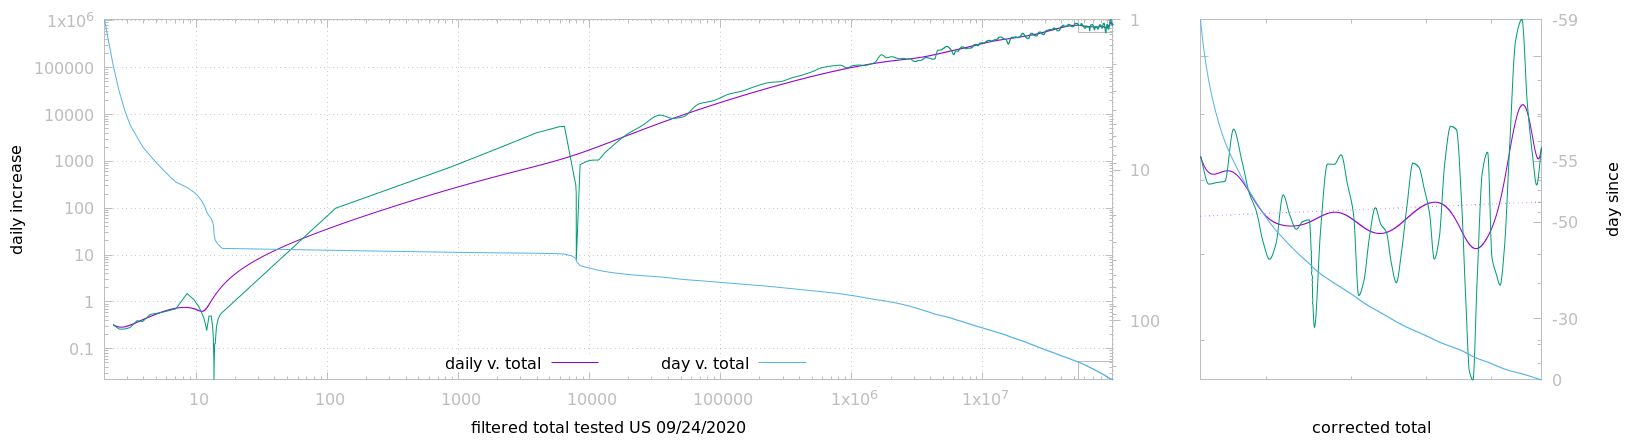 1x10^6
100000
10000
1000
100
10
1
0.1
daily increase
10
100
1000
10000
100000
1x10^6
1x10^7
filtered total tested US 09/24/2020
daily v. total
day v. total
1
10
100
-59
-55
-50
-30
0
day since
corrected total